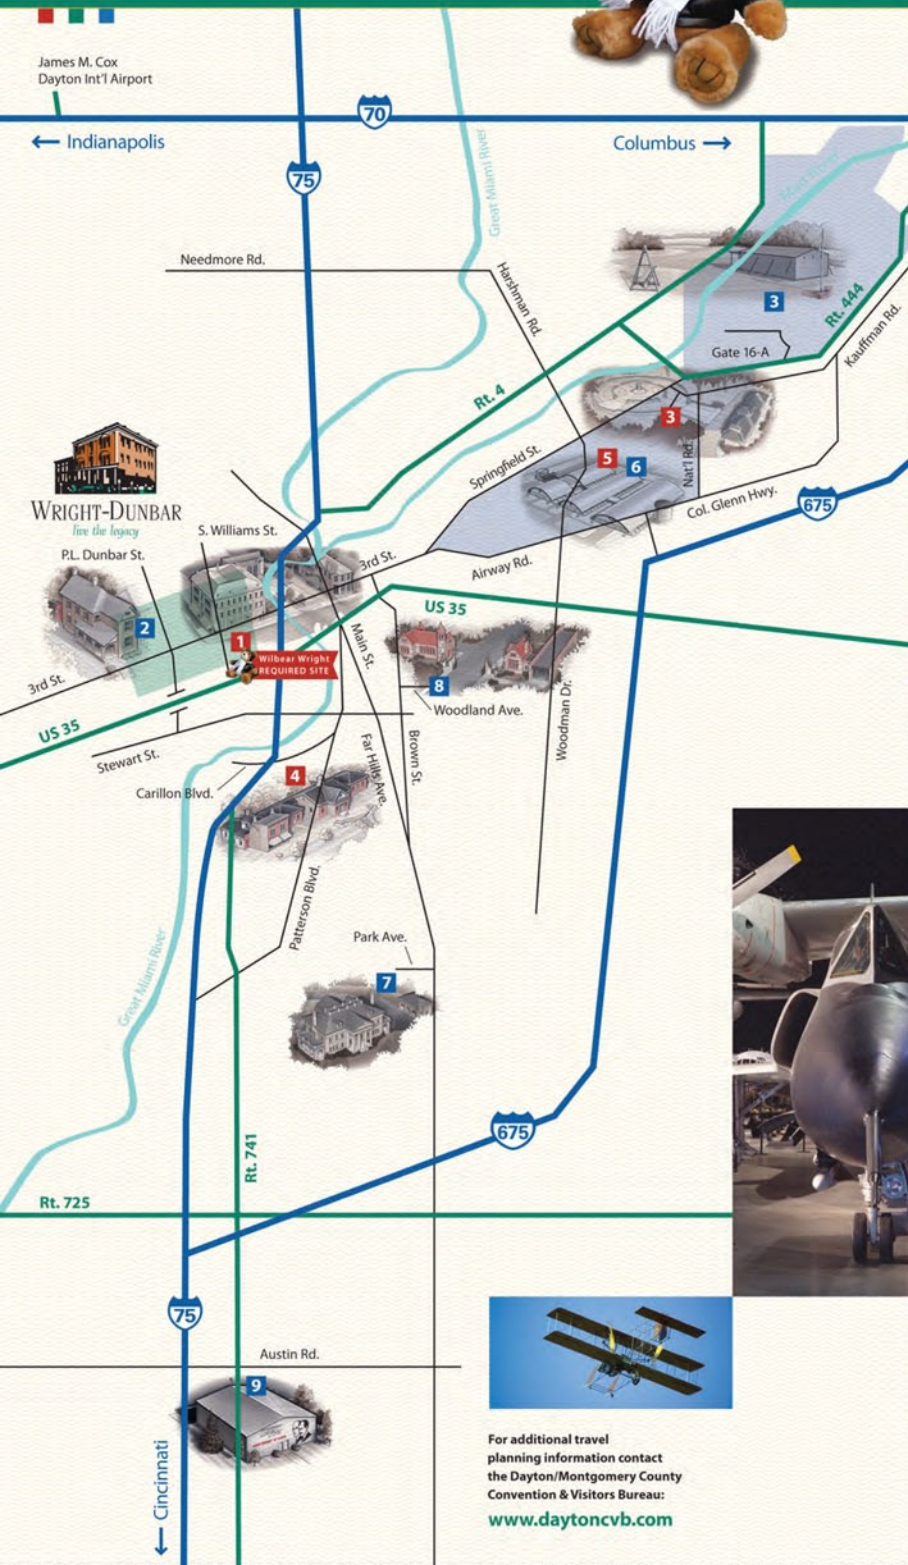 James M. Cox
Dayton Int'l Airport
70
← Indianapolis
Columbus →
75
Great Miami River
Mad River
Needmore Rd.
Harshman Rd.
3
Rt. 444
Kauffman Rd.
Gate 16-A
Rt. 4
3
WRIGHT-DUNBAR
live the legacy
Springfield St.
5
6
Nat'l Rd.
Col. Glenn Hwy.
675
S. Williams St.
P.L. Dunbar St.
3rd St.
Airway Rd.
US 35
2
1
Wilbear Wright
REQUIRED SITE
Main St.
8
Woodland Ave.
Woodman Dr.
3rd St.
US 35
Stewart St.
Carillon Blvd.
4
Far Hills Ave.
Brown St.
Patterson Blvd.
Park Ave.
7
Great Miami River
675
Rt. 741
Rt. 725
75
Austin Rd.
9
← Cincinnati
For additional travel
planning information contact
the Dayton/Montgomery County
Convention & Visitors Bureau:
www.daytoncvb.com